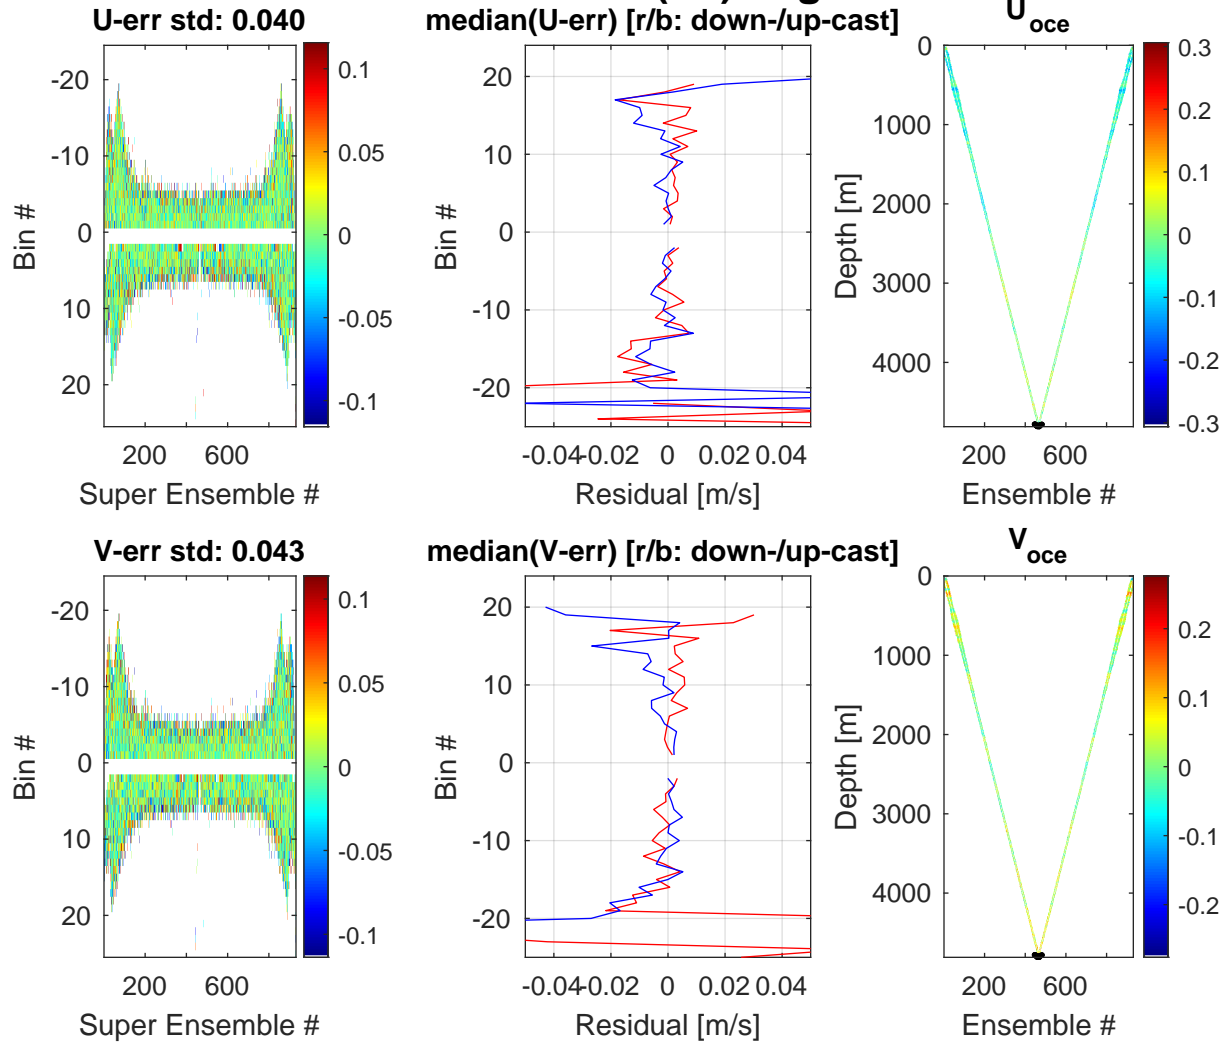 U-err std: 0.040
-20
-10
0
10
20
200 600
Super Ensemble #
Bin #
0.1
0.05
0
-0.05
-0.1
median(U-err) [r/b: down-/up-cast]
20
10
0
-10
-20
-0.04 -0.02 0 0.02 0.04
Residual [m/s]
Bin #
U oce
0
1000
2000
3000
4000
200 600
Ensemble #
Depth [m]
0.3
0.2
0.1
0
-0.1
-0.2
-0.3
V-err std: 0.043
-20
-10
0
10
20
200 600
Super Ensemble #
Bin #
0.1
0.05
0
-0.05
-0.1
median(V-err) [r/b: down-/up-cast]
20
10
0
-10
-20
-0.04 -0.02 0 0.02 0.04
Residual [m/s]
Bin #
V oce
0
1000
2000
3000
4000
200 600
Ensemble #
Depth [m]
0.2
0.1
0
-0.1
-0.2